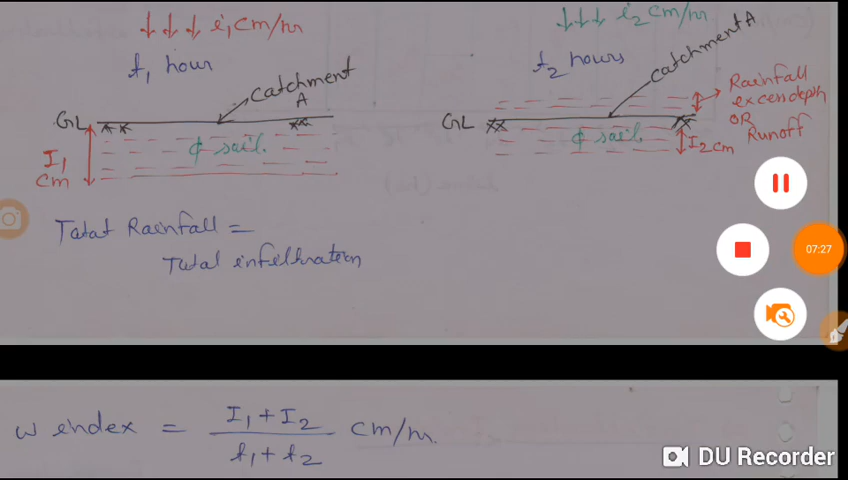 i₁ cm/hr
t₁ hour
catchment
A
GL
I₁
cm
φ soil.
Total Rainfall =
Total infiltration
i₂ cm/hr
t₂ hours
catchment A
GL
Rainfall
excess depth
OR
Runoff
φ soil.
I₂ cm
07:27
w index = (I₁ + I₂) / (t₁ + t₂) cm/hr.
DU Recorder